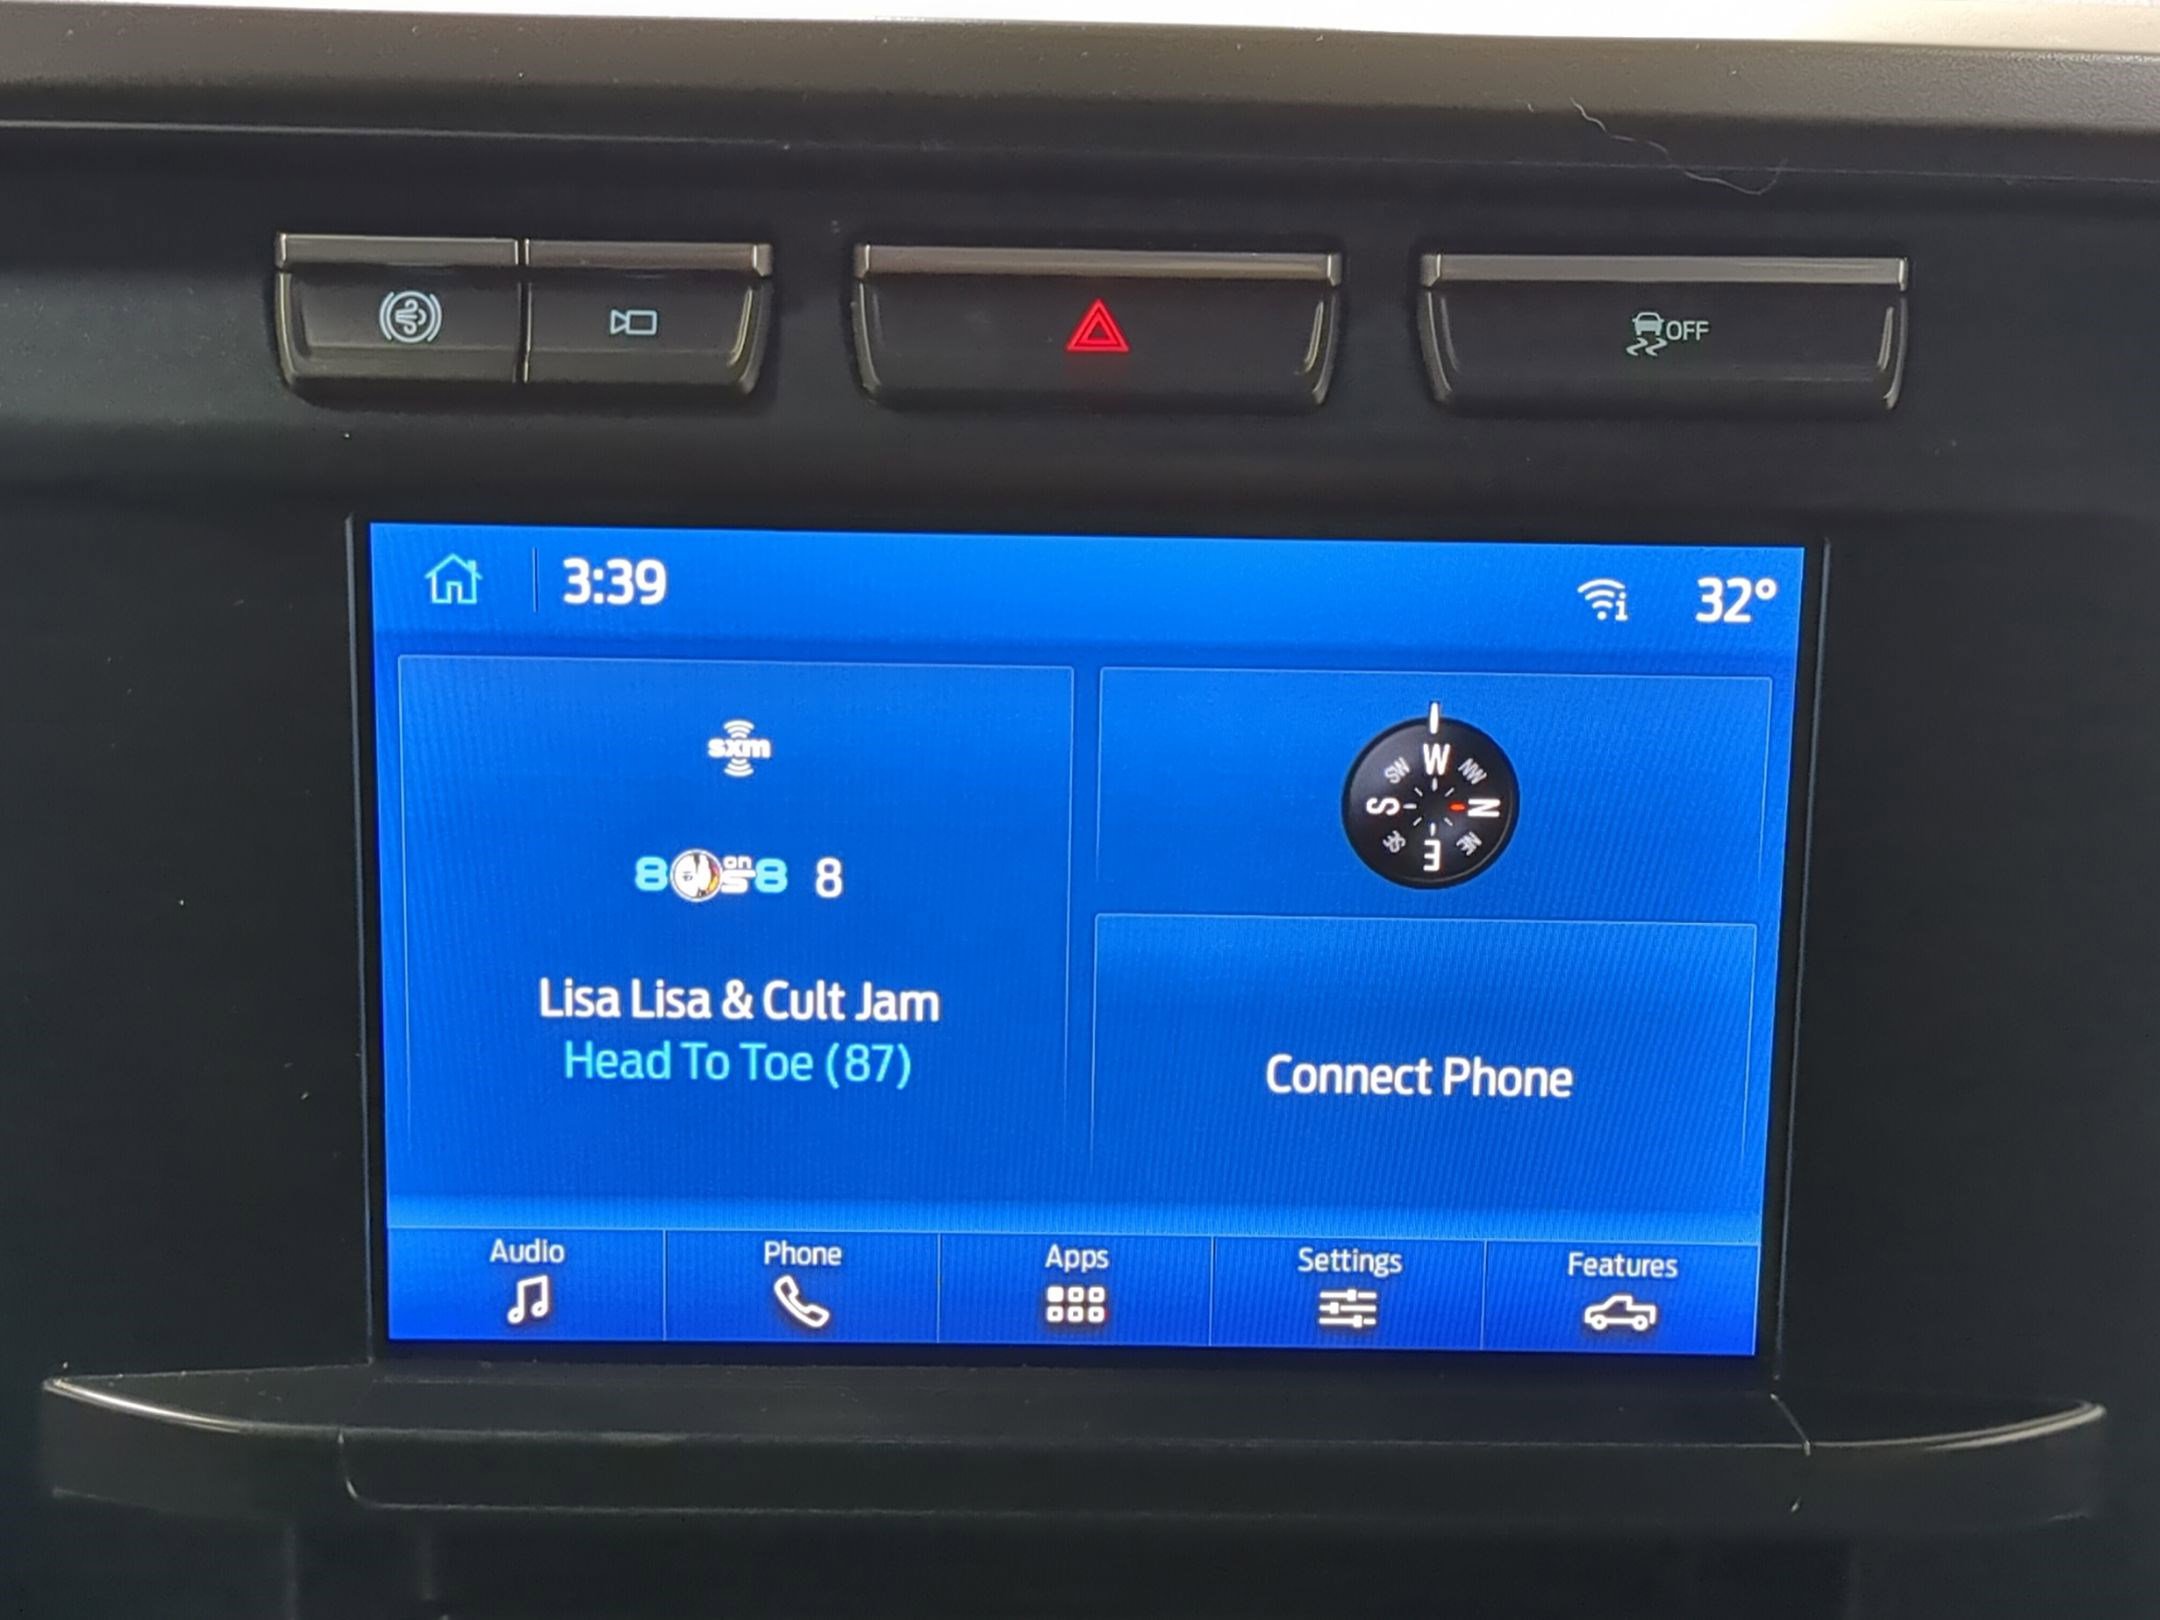 OFF
3:39
i
32°
sxm
80s on 8 8
Lisa Lisa & Cult Jam
Head To Toe (87)
W
SW NW
S N
SE NE
E
Connect Phone
Audio
Phone
Apps
Settings
Features